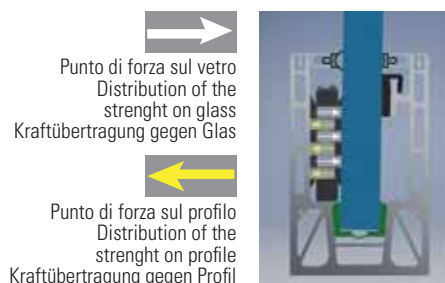 Punto di forza sul vetro
Distribution of the
strenght on glass
Kraftübertragung gegen Glas
Punto di forza sul profilo
Distribution of the
strenght on profile
Kraftübertragung gegen Profil